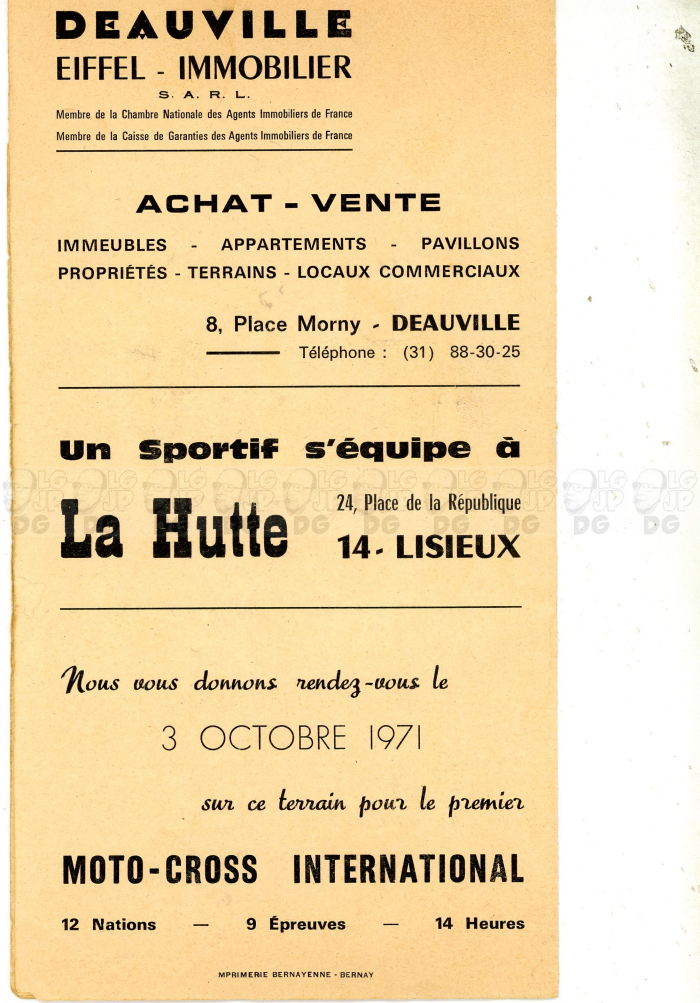 DEAUVILLE
EIFFEL - IMMOBILIER
S. A. R. L.
Membre de la Chambre Nationale des Agents Immobiliers de France
Membre de la Caisse de Garanties des Agents Immobiliers de France
ACHAT - VENTE
IMMEUBLES - APPARTEMENTS - PAVILLONS
PROPRIÉTÉS - TERRAINS - LOCAUX COMMERCIAUX
8, Place Morny - DEAUVILLE
Téléphone : (31) 88-30-25
Un Sportif s'équipe à
La Hutte
24, Place de la République
14 - LISIEUX
Nous vous donnons rendez-vous le
3 OCTOBRE 1971
sur ce terrain pour le premier
MOTO-CROSS INTERNATIONAL
12 Nations — 9 Épreuves — 14 Heures
MPRIMERIE BERNAYENNE - BERNAY